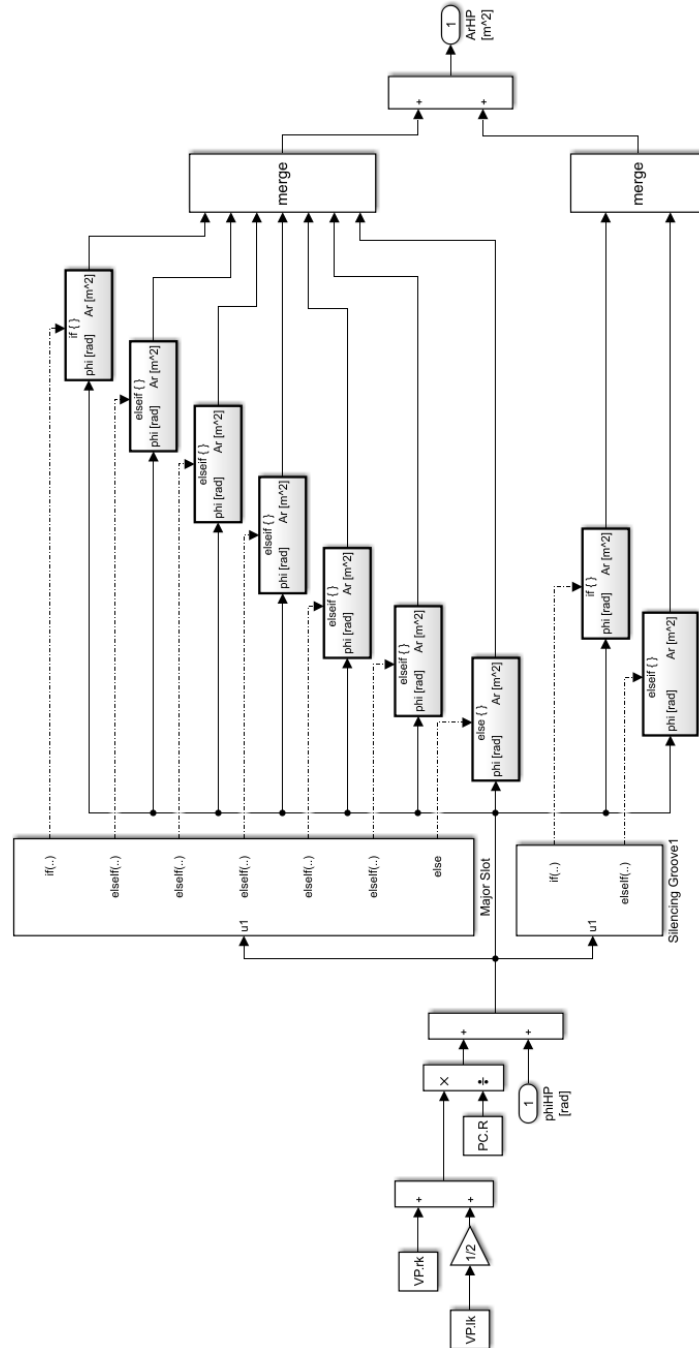 VP.rk
VP.lk
1/2
+
+
PC.R
×
÷
1
phiHP
[rad]
+
+
u1
if(..)
elseIf(..)
elseIf(..)
elseIf(..)
elseIf(..)
elseIf(..)
else
Major Slot
u1
if(..)
elseIf(..)
Silencing Groove1
if { }
phi [rad] Ar [m^2]
elseif { }
phi [rad] Ar [m^2]
elseif { }
phi [rad] Ar [m^2]
elseif { }
phi [rad] Ar [m^2]
elseif { }
phi [rad] Ar [m^2]
elseif { }
phi [rad] Ar [m^2]
else { }
phi [rad] Ar [m^2]
if { }
phi [rad] Ar [m^2]
elseif { }
phi [rad] Ar [m^2]
merge
merge
+
+
1
ArHP
[m^2]